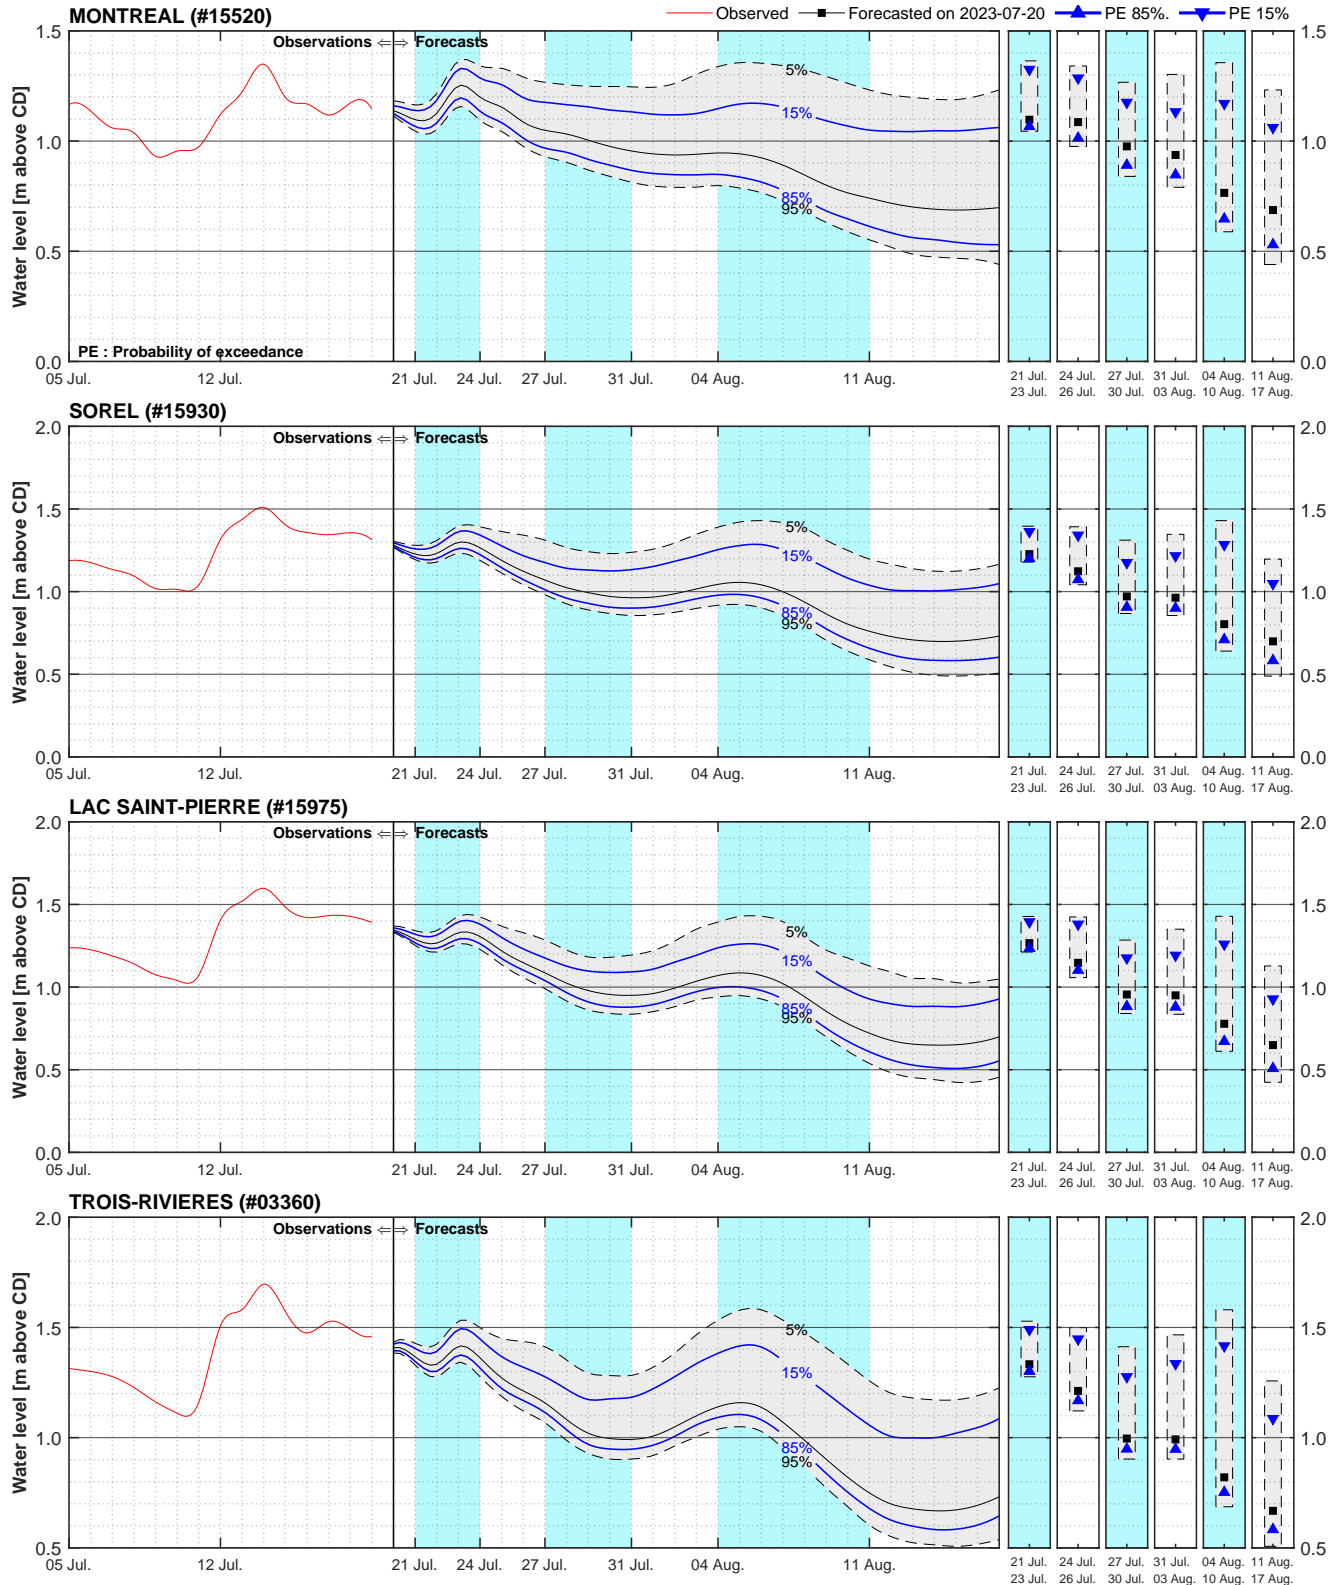 MONTREAL (#15520)
Observed Forecasted on 2023-07-20 PE 85%. PE 15%
Observations ⇐⇒ Forecasts
Water level [m above CD]
1.5
1.0
0.5
0.0
5%
15%
85%
95%
PE : Probability of exceedance
05 Jul. 12 Jul. 21 Jul. 24 Jul. 27 Jul. 31 Jul. 04 Aug. 11 Aug.
21 Jul. 24 Jul. 27 Jul. 31 Jul. 04 Aug. 11 Aug.
23 Jul. 26 Jul. 30 Jul. 03 Aug. 10 Aug. 17 Aug.
1.5
1.0
0.5
0.0
SOREL (#15930)
Observations ⇐⇒ Forecasts
Water level [m above CD]
2.0
1.5
1.0
0.5
0.0
5%
15%
85%
95%
05 Jul. 12 Jul. 21 Jul. 24 Jul. 27 Jul. 31 Jul. 04 Aug. 11 Aug.
21 Jul. 24 Jul. 27 Jul. 31 Jul. 04 Aug. 11 Aug.
23 Jul. 26 Jul. 30 Jul. 03 Aug. 10 Aug. 17 Aug.
2.0
1.5
1.0
0.5
0.0
LAC SAINT-PIERRE (#15975)
Observations ⇐⇒ Forecasts
Water level [m above CD]
2.0
1.5
1.0
0.5
0.0
5%
15%
85%
95%
05 Jul. 12 Jul. 21 Jul. 24 Jul. 27 Jul. 31 Jul. 04 Aug. 11 Aug.
21 Jul. 24 Jul. 27 Jul. 31 Jul. 04 Aug. 11 Aug.
23 Jul. 26 Jul. 30 Jul. 03 Aug. 10 Aug. 17 Aug.
2.0
1.5
1.0
0.5
0.0
TROIS-RIVIERES (#03360)
Observations ⇐⇒ Forecasts
Water level [m above CD]
2.0
1.5
1.0
0.5
5%
15%
85%
95%
05 Jul. 12 Jul. 21 Jul. 24 Jul. 27 Jul. 31 Jul. 04 Aug. 11 Aug.
21 Jul. 24 Jul. 27 Jul. 31 Jul. 04 Aug. 11 Aug.
23 Jul. 26 Jul. 30 Jul. 03 Aug. 10 Aug. 17 Aug.
2.0
1.5
1.0
0.5